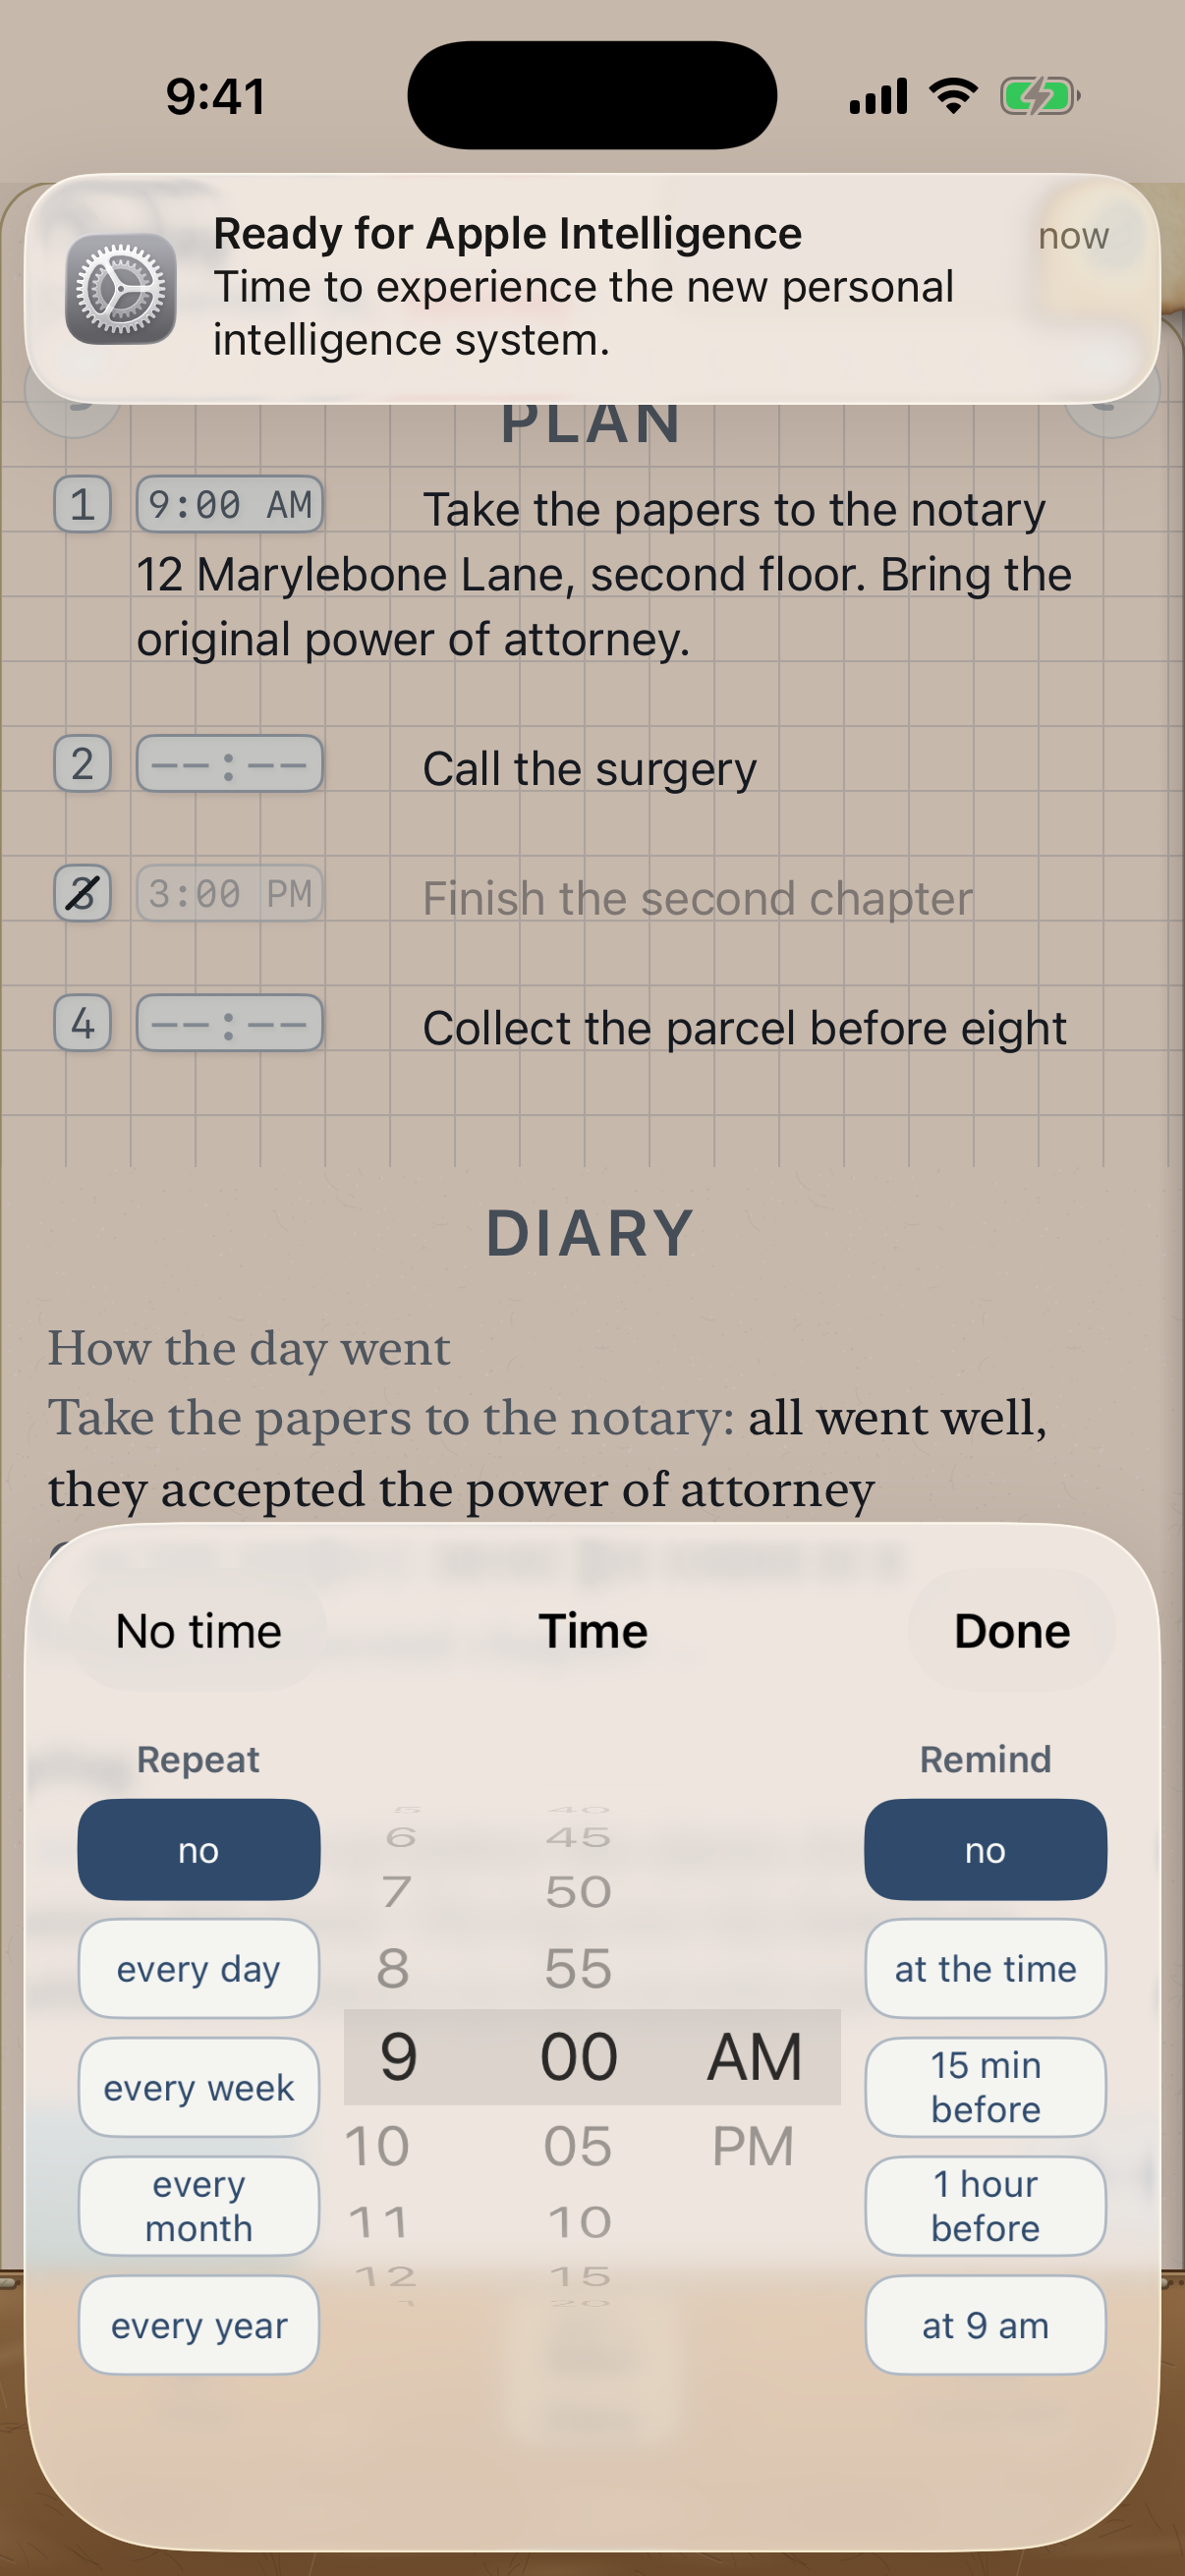 9:41
Ready for Apple Intelligence
now
Time to experience the new personal
intelligence system.
PLAN
1 9:00 AM Take the papers to the notary
12 Marylebone Lane, second floor. Bring the
original power of attorney.
2 --:-- Call the surgery
3 3:00 PM Finish the second chapter
4 --:-- Collect the parcel before eight
DIARY
How the day went
Take the papers to the notary: all went well,
they accepted the power of attorney
No time Time Done
Repeat
Remind
no
no
every day
at the time
every week
15 min
before
every
month
1 hour
before
every year
at 9 am
5 40
6 45
7 50
8 55
9 00 AM
10 05 PM
11 10
12 15
1 20